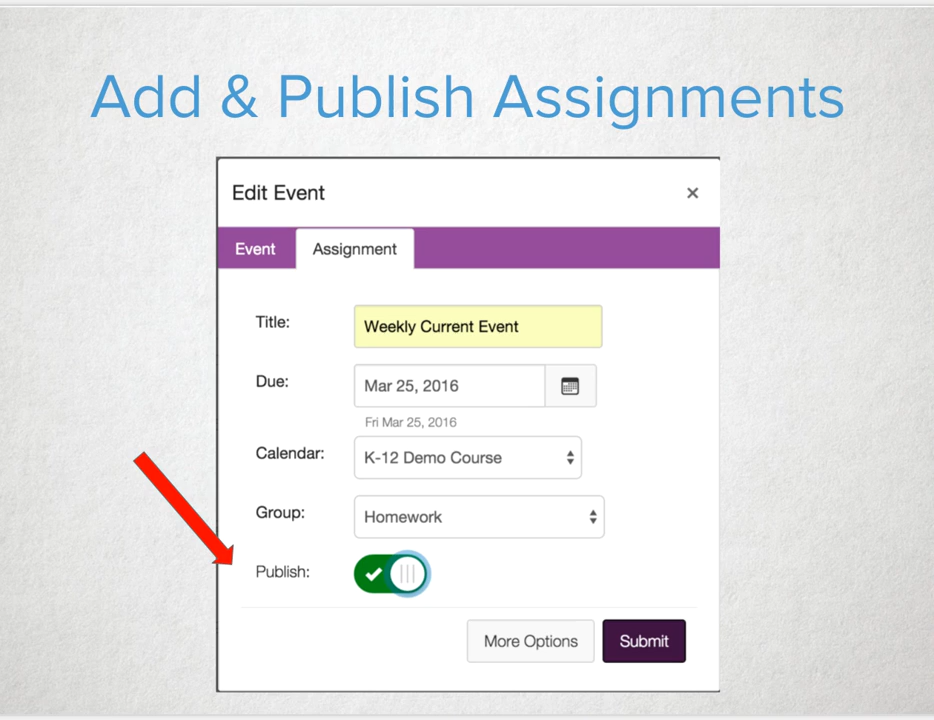 Add & Publish Assignments
Edit Event ×
Event Assignment
Title: Weekly Current Event
Due: Mar 25, 2016
Fri Mar 25, 2016
Calendar: K-12 Demo Course
Group: Homework
Publish:
More Options Submit